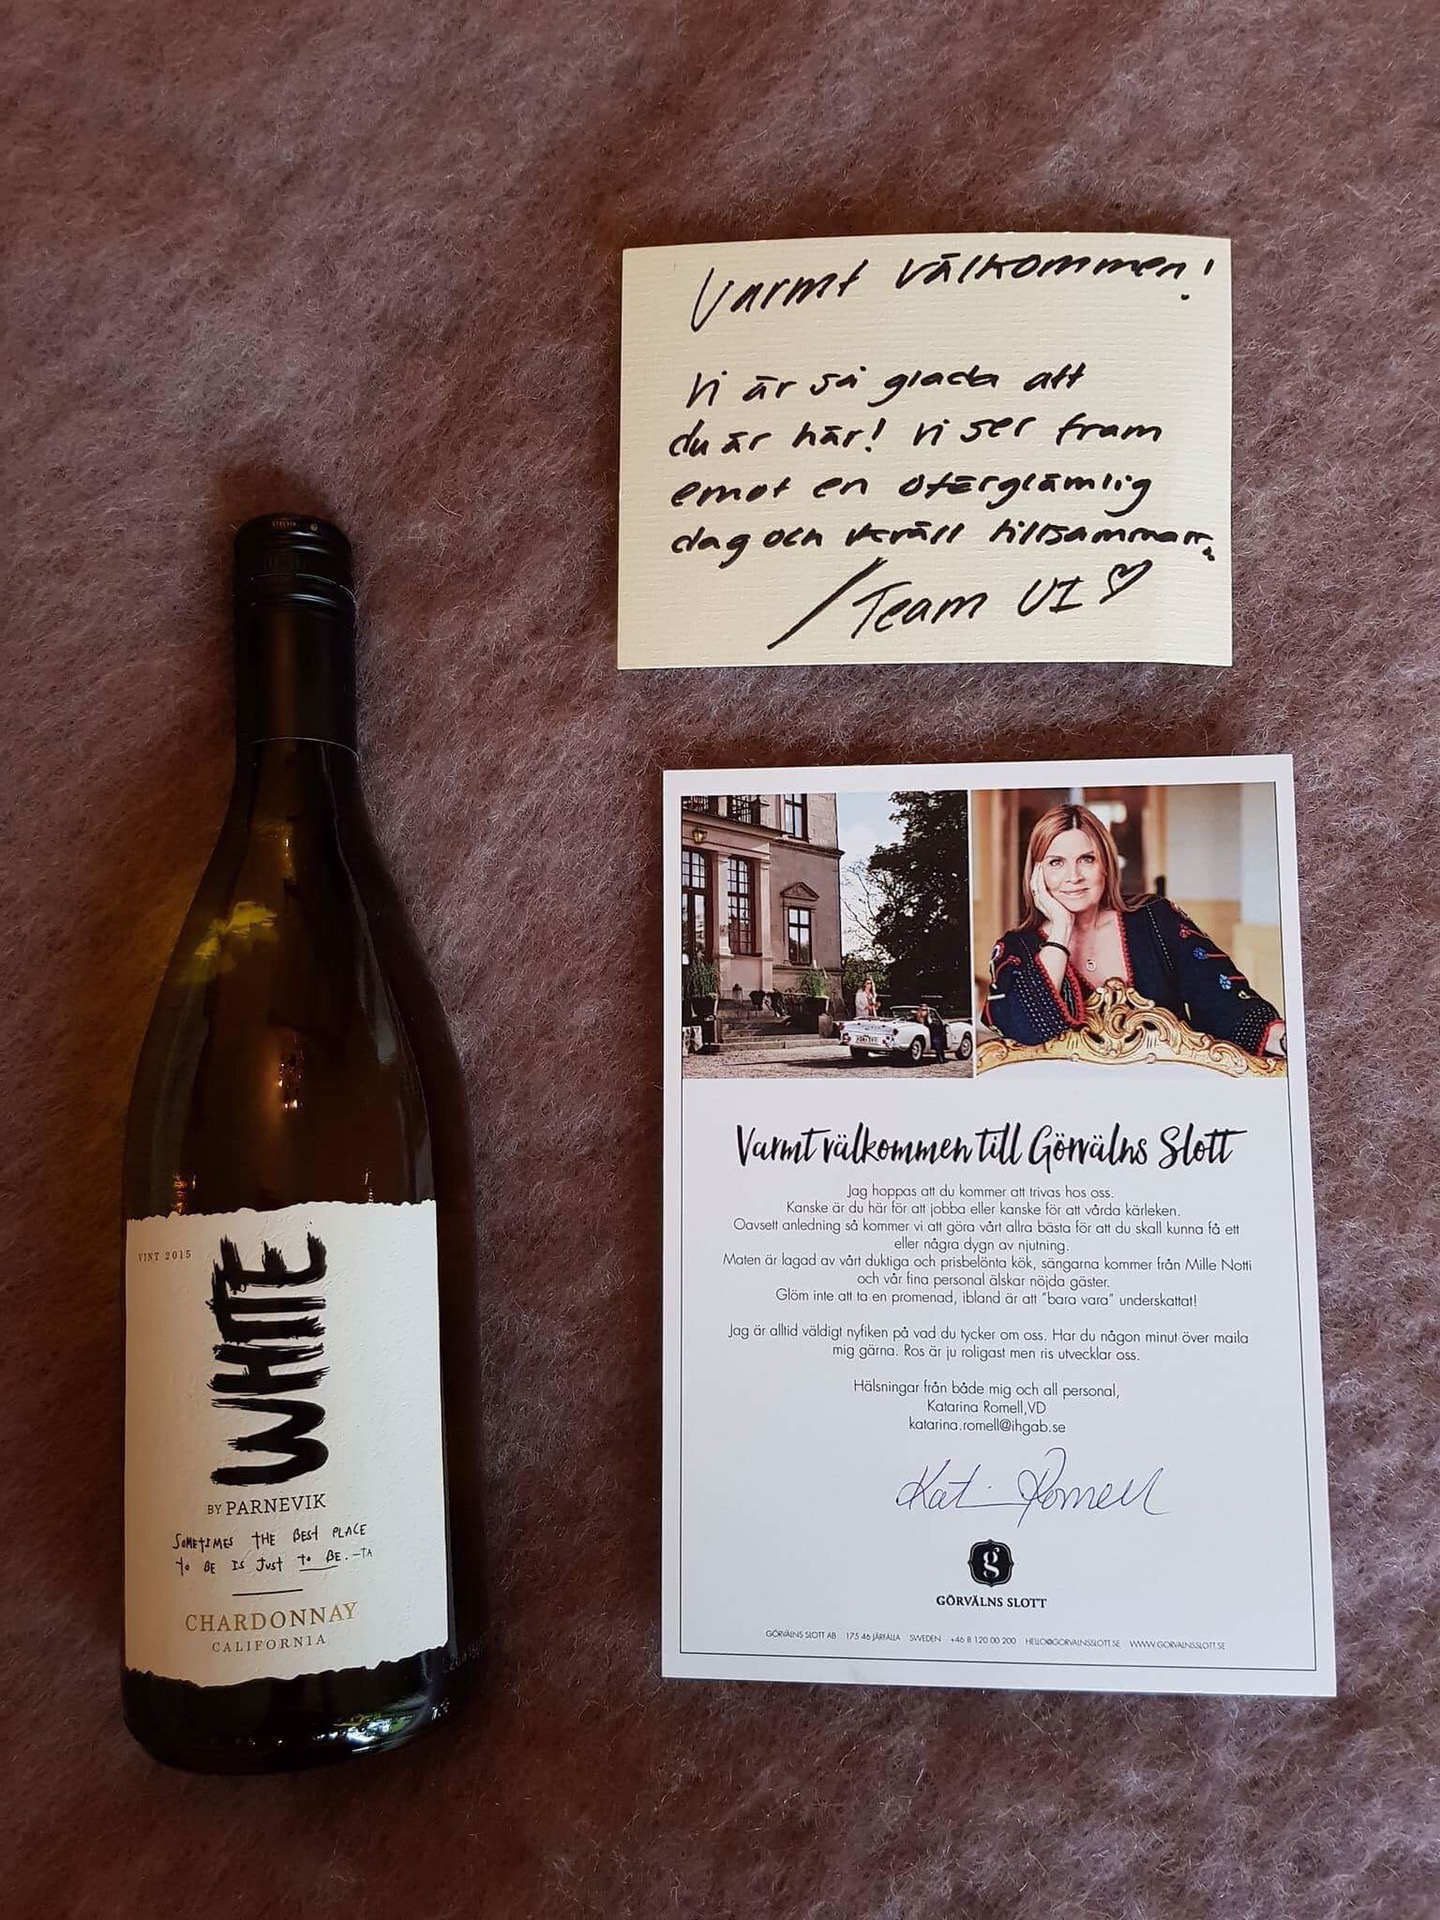 Varmt välkommen!
Vi är så glada att
du är här! Vi ser fram
emot en oförglömlig
dag och kväll tillsammans.
/Team UI ♡
STELVIN
VINT 2015
WHITE
BY PARNEVIK
SOMETIMES THE BEST PLACE
TO BE IS JUST TO BE. -TA
CHARDONNAY
CALIFORNIA
Varmt välkommen till Görvälns Slott
Jag hoppas att du kommer att trivas hos oss.
Kanske är du här för att jobba eller kanske för att vårda kärleken.
Oavsett anledning så kommer vi att göra vårt allra bästa för att du skall kunna få ett
eller några dygn av njutning.
Maten är lagad av vårt duktiga och prisbelönta kök, sängarna kommer från Mille Notti
och vår fina personal älskar nöjda gäster.
Glöm inte att ta en promenad, ibland är att "bara vara" underskattat!
Jag är alltid väldigt nyfiken på vad du tycker om oss. Har du någon minut över maila
mig gärna. Ros är ju roligast men ris utvecklar oss.
Hälsningar från både mig och all personal,
Katarina Romell,VD
katarina.romell@ihgab.se
Kat Romell
g
GÖRVÄLNS SLOTT
GÖRVÄLNS SLOTT AB 175 46 JÄRFÄLLA SWEDEN +46 8 120 00 200 HELLO@GORVALNSSLOTT.SE WWW.GORVALNSSLOTT.SE